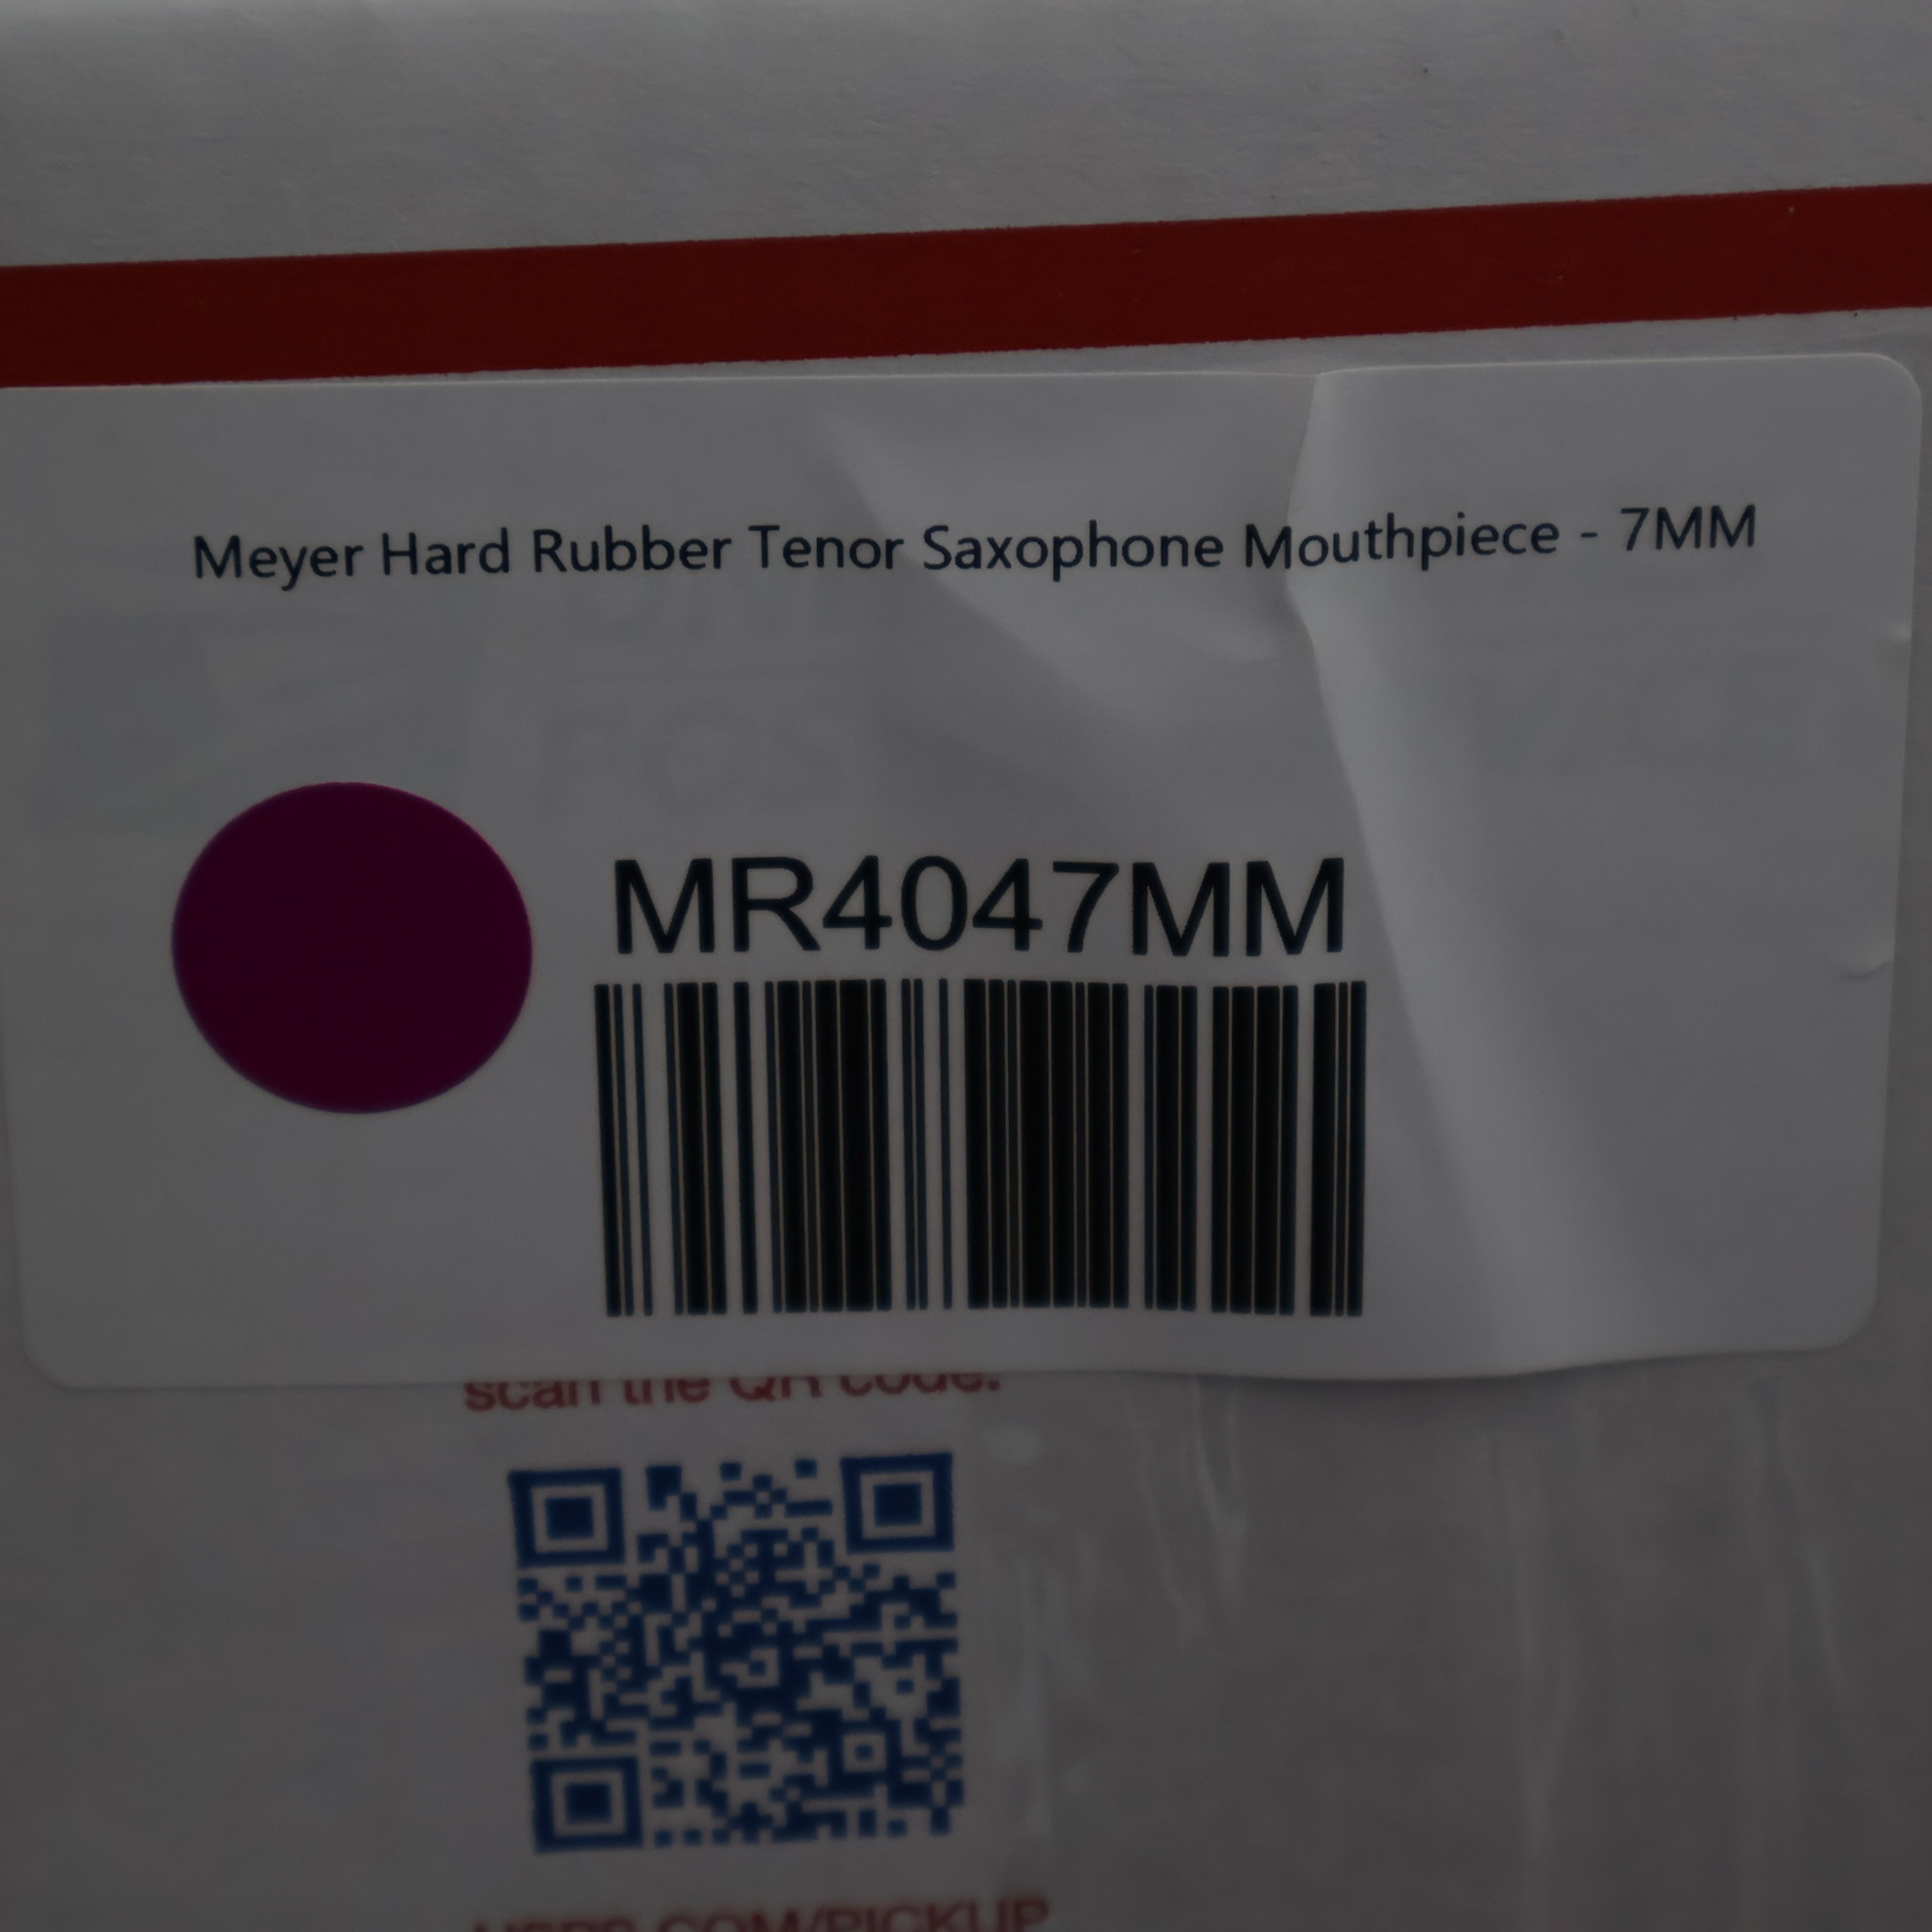 Meyer Hard Rubber Tenor Saxophone Mouthpiece - 7MM
MR4047MM
scan the QR code.
USPS.COM/PICKUP